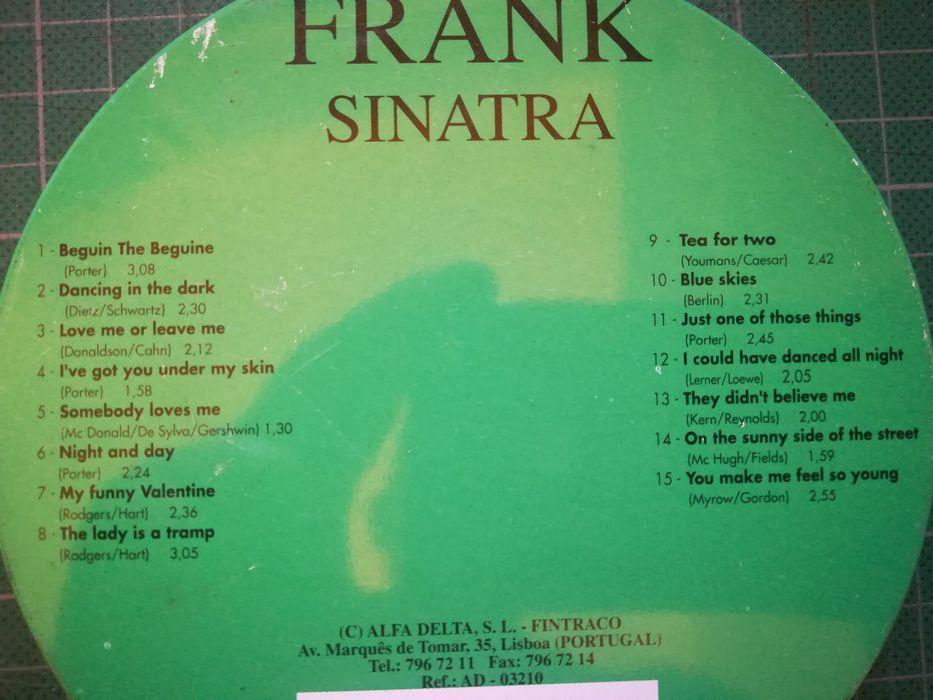 FRANK
SINATRA
1 - Beguin The Beguine
(Porter) 3,08
2 - Dancing in the dark
(Dietz/Schwartz) 2,30
3 - Love me or leave me
(Donaldson/Cahn) 2,12
4 - I've got you under my skin
(Porter) 1,58
5 - Somebody loves me
(Mc Donald/De Sylva/Gershwin) 1,30
6 - Night and day
(Porter) 2,24
7 - My funny Valentine
(Rodgers/Hart) 2,36
8 - The lady is a tramp
(Rodgers/Hart) 3,05
9 - Tea for two
(Youmans/Caesar) 2,42
10 - Blue skies
(Berlin) 2,31
11 - Just one of those things
(Porter) 2,45
12 - I could have danced all night
(Lerner/Loewe) 2,05
13 - They didn't believe me
(Kern/Reynolds) 2,00
14 - On the sunny side of the street
(Mc Hugh/Fields) 1,59
15 - You make me feel so young
(Myrow/Gordon) 2,55
(C) ALFA DELTA, S. L. - FINTRACO
Av. Marquês de Tomar, 35, Lisboa (PORTUGAL)
Tel.: 796 72 11 Fax: 796 72 14
Ref.: AD - 03210